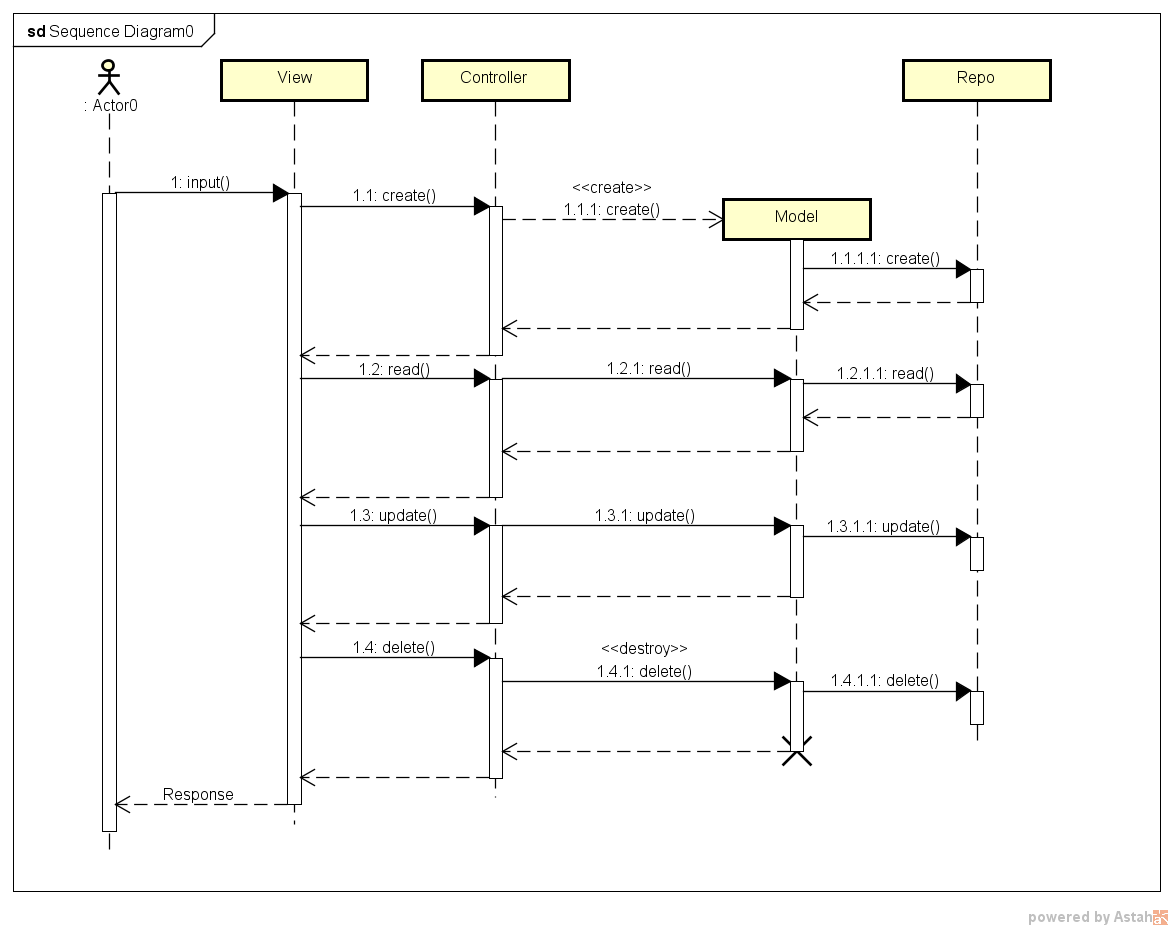 sd Sequence Diagram0
: Actor0
View
Controller
Repo
1: input()
1.1: create()
<<create>>
1.1.1: create()
Model
1.1.1.1: create()
1.2: read()
1.2.1: read()
1.2.1.1: read()
1.3: update()
1.3.1: update()
1.3.1.1: update()
1.4: delete()
<<destroy>>
1.4.1: delete()
1.4.1.1: delete()
Response
powered by Astah